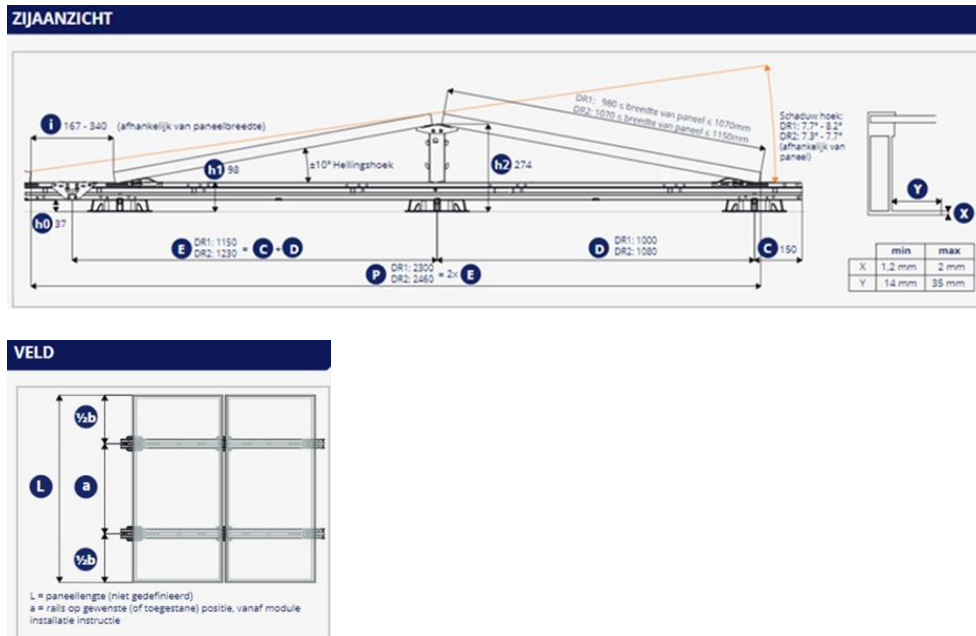 ZIJAANZICHT
i 167 - 340 (afhankelijk van paneelbreedte)
DR1: 980 ≤ breedte van paneel ≤ 1070mm
DR2: 1070 ≤ breedte van paneel ≤ 1150mm
Schaduw hoek:
DR1: 7.7° - 8.2°
DR2: 7.3° - 7.7°
(afhankelijk van
paneel)
h1 98
±10° Hellingshoek
h2 274
h0 37
Y
X
E DR1: 1150 = C + D
DR2: 1230
D DR1: 1000
DR2: 1080
C 150
P DR1: 2300 = 2x E
DR2: 2460
min max
X 1,2 mm 2 mm
Y 14 mm 35 mm
VELD
½b
L a
½b
L = paneellengte (niet gedefinieerd)
a = rails op gewenste (of toegestane) positie, vanaf module
installatie instructie